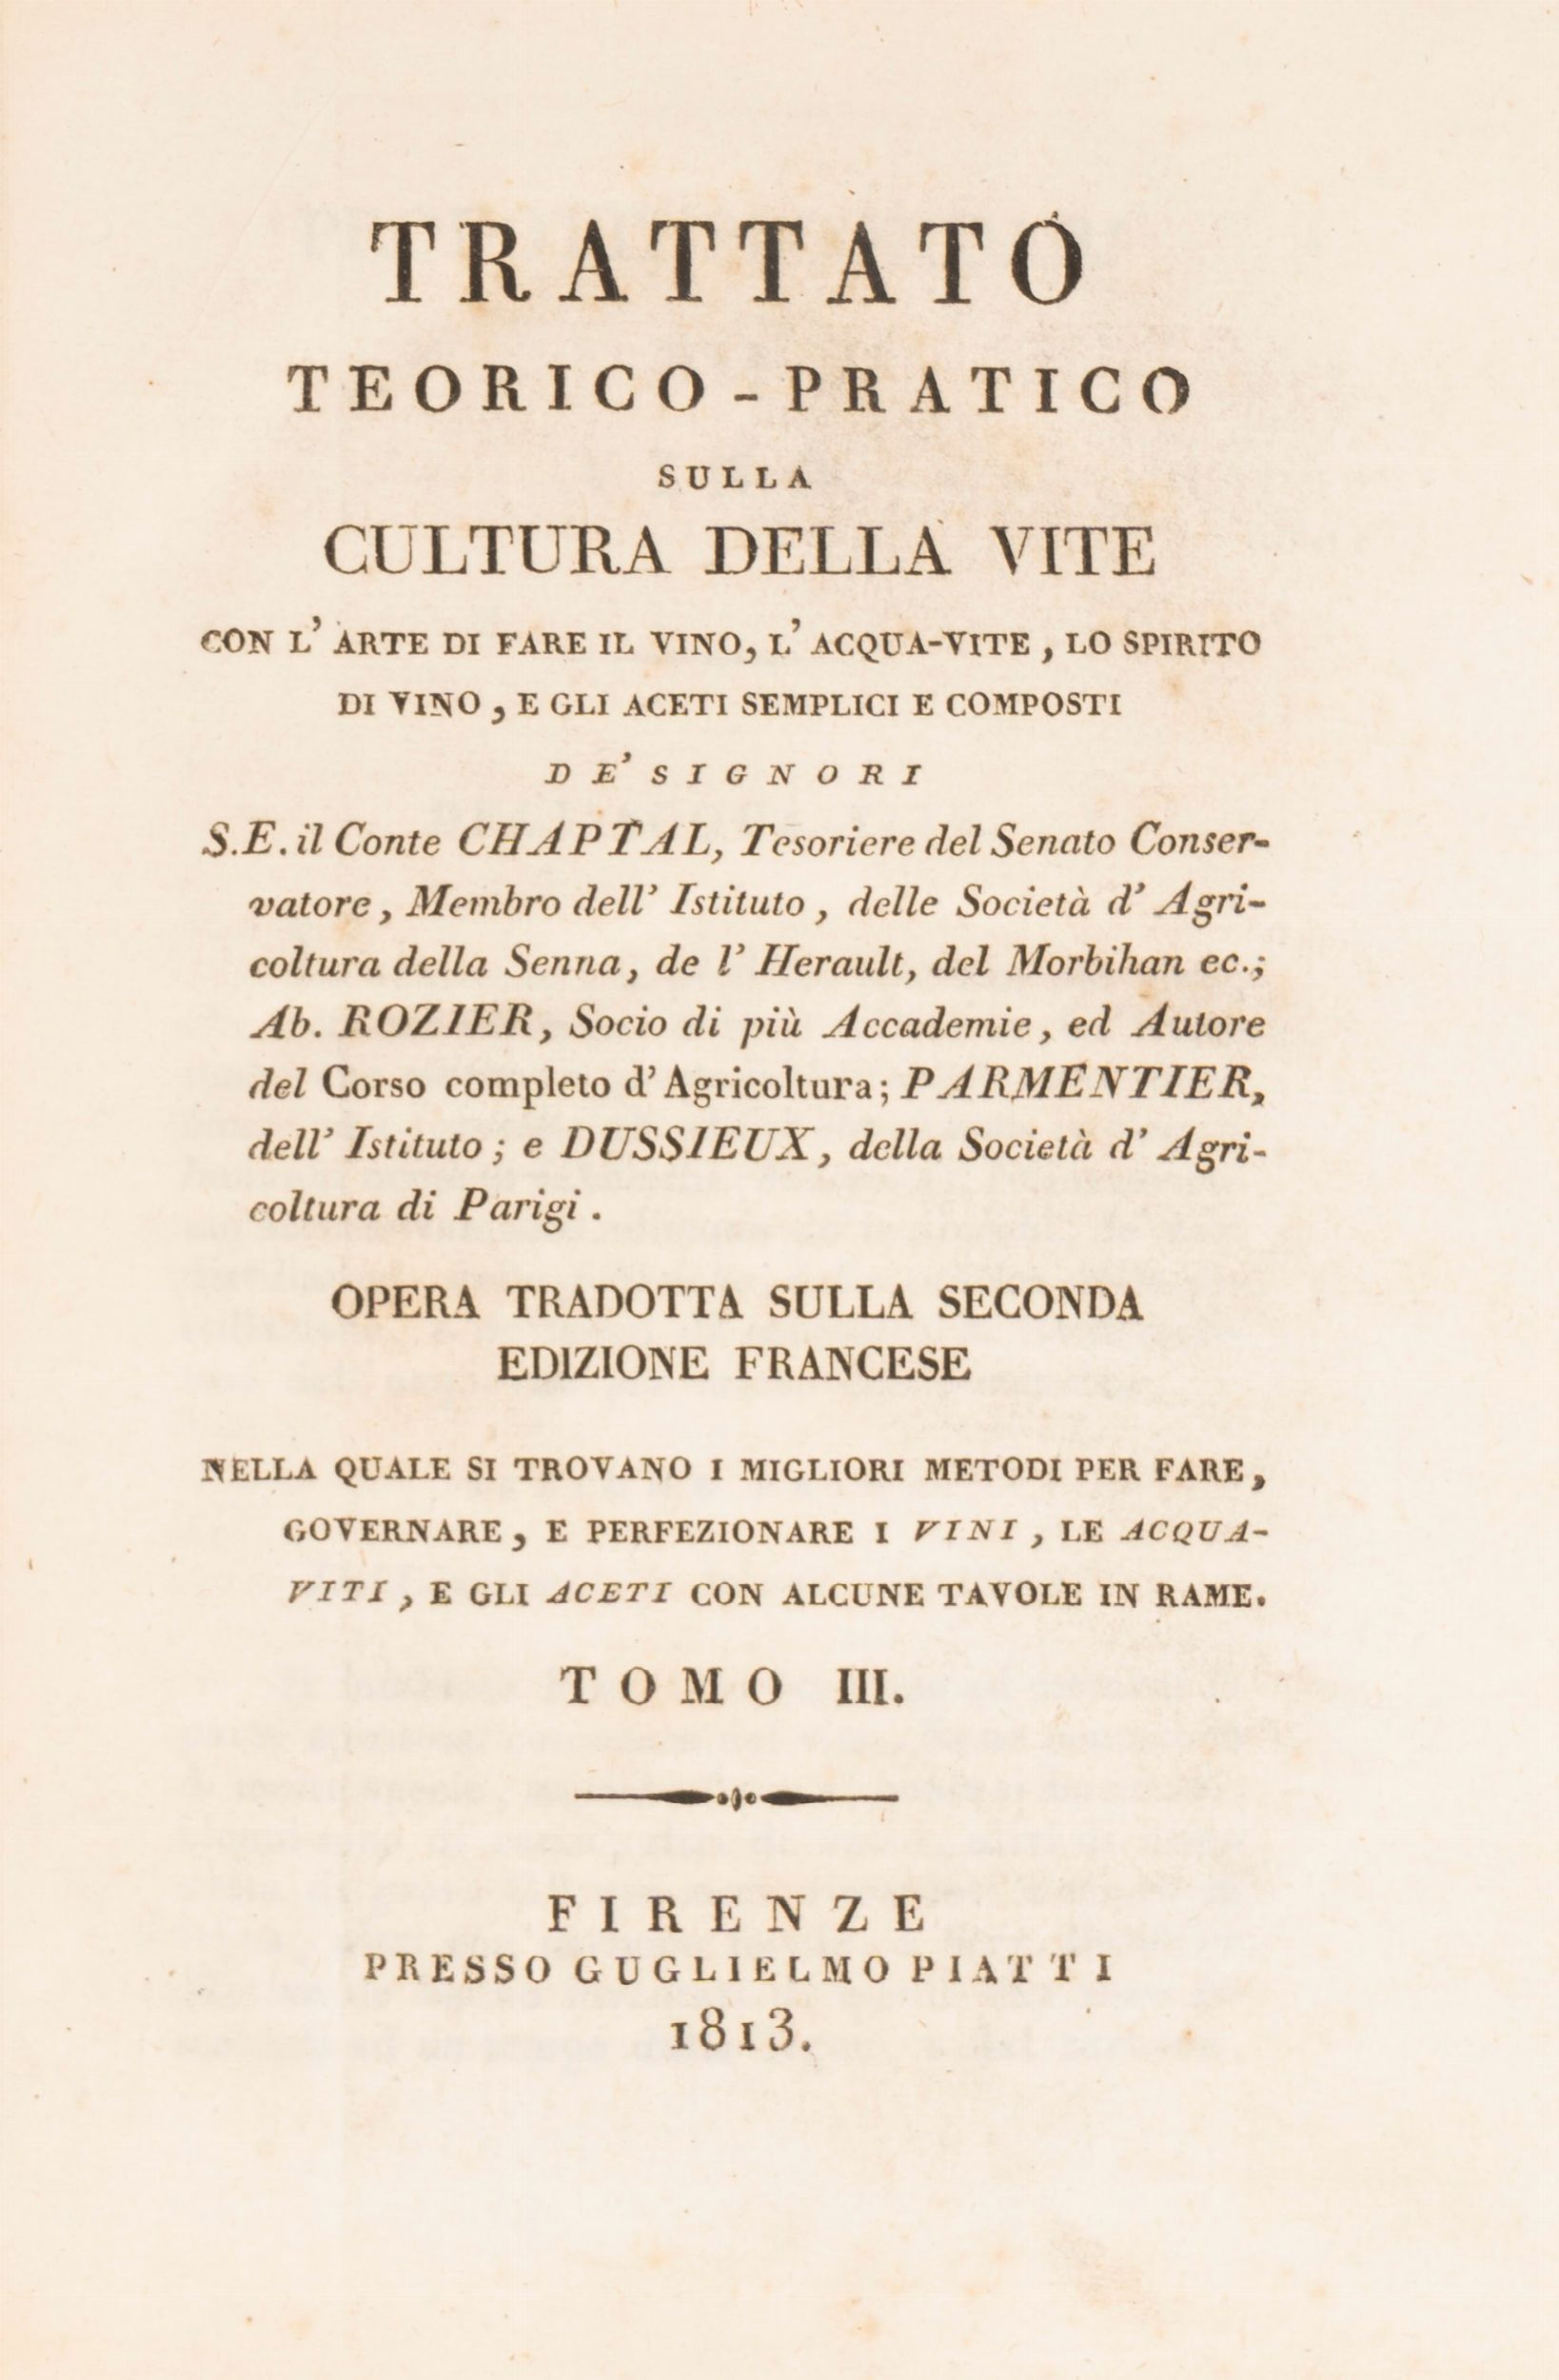 TRATTATO
TEORICO-PRATICO
SULLA
CULTURA DELLA VITE
CON L' ARTE DI FARE IL VINO, L' ACQUA-VITE, LO SPIRITO
DI VINO, E GLI ACETI SEMPLICI E COMPOSTI
DE' SIGNORI
S.E. il Conte CHAPTAL, Tesoriere del Senato Conser-
vatore, Membro dell' Istituto, delle Società d' Agri-
coltura della Senna, de l' Herault, del Morbihan ec.;
Ab. ROZIER, Socio di più Accademie, ed Autore
del Corso completo d' Agricoltura; PARMENTIER,
dell' Istituto; e DUSSIEUX, della Società d' Agri-
coltura di Parigi.
OPERA TRADOTTA SULLA SECONDA
EDIZIONE FRANCESE
NELLA QUALE SI TROVANO I MIGLIORI METODI PER FARE,
GOVERNARE, E PERFEZIONARE I VINI, LE ACQUA-
VITI, E GLI ACETI CON ALCUNE TAVOLE IN RAME.
TOMO III.
FIRENZE
PRESSO GUGLIELMO PIATTI
1813.